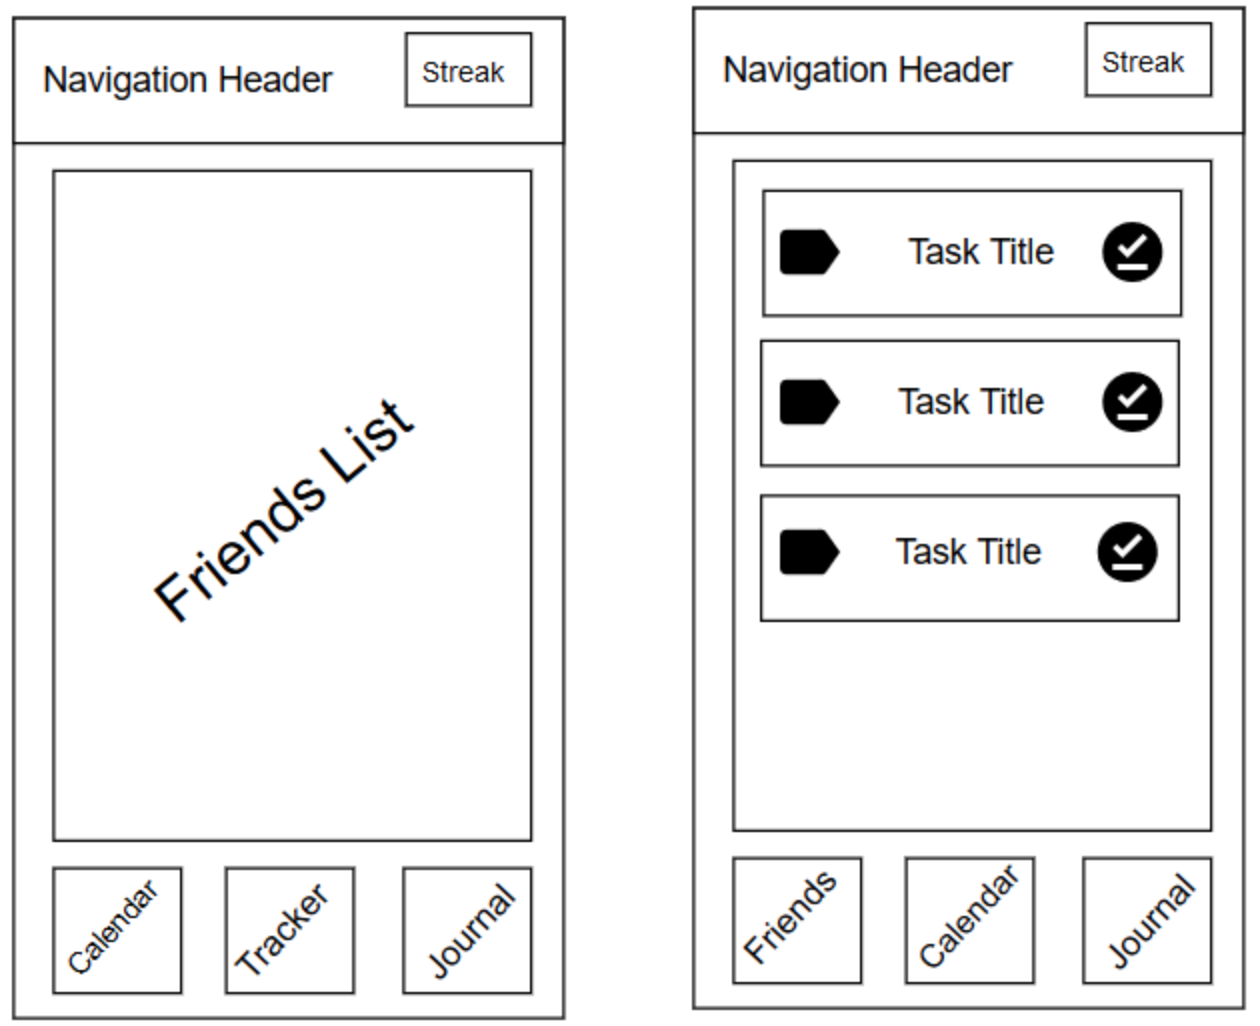 Navigation Header
Streak
Friends List
Calendar
Tracker
Journal
Navigation Header
Streak
Task Title
Task Title
Task Title
Friends
Calendar
Journal